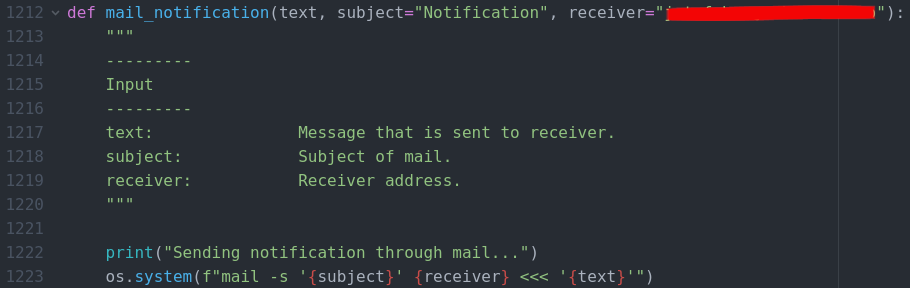 1212 def mail_notification(text, subject="Notification", receiver=""):
1213 """
1214 ---------
1215 Input
1216 ---------
1217 text: Message that is sent to receiver.
1218 subject: Subject of mail.
1219 receiver: Receiver address.
1220 """
1221
1222 print("Sending notification through mail...")
1223 os.system(f"mail -s '{subject}' {receiver} <<< '{text}'")